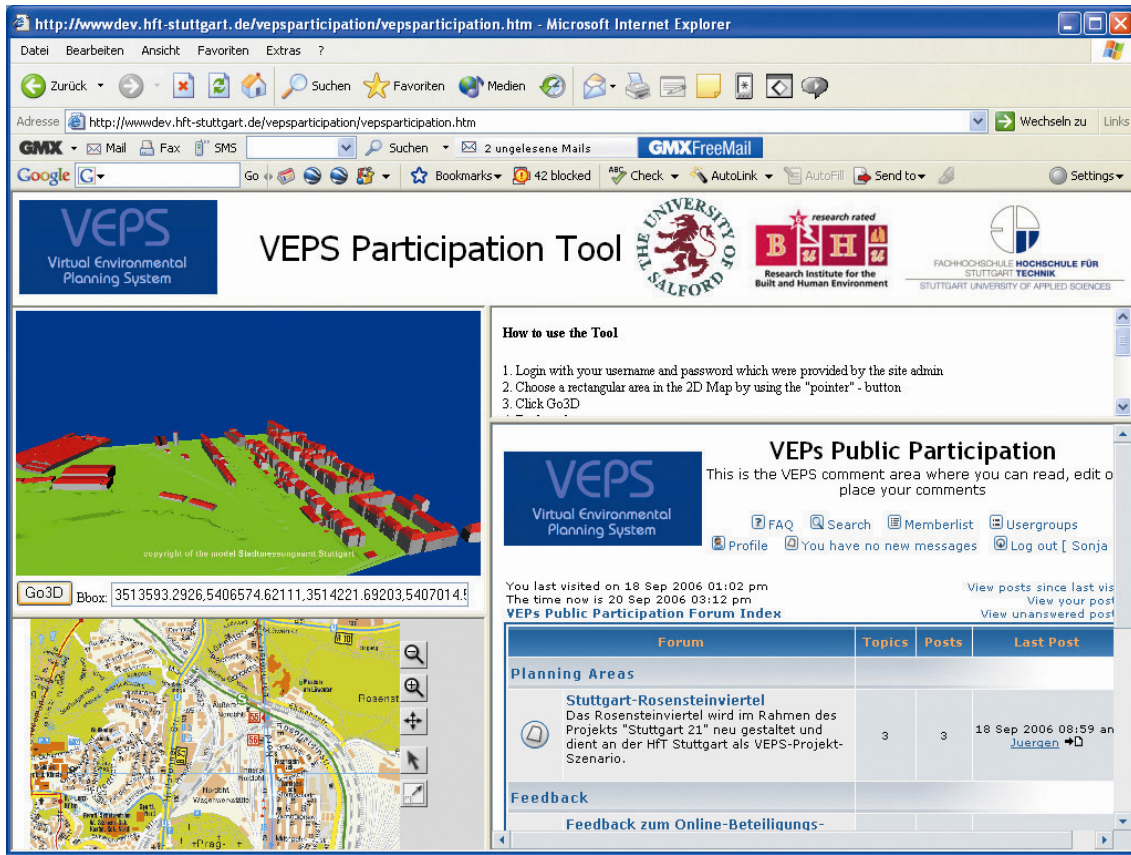 http://wwwdev.hft-stuttgart.de/vepsparticipation/vepsparticipation.htm - Microsoft Internet Explorer
Datei Bearbeiten Ansicht Favoriten Extras ?
Zurück Suchen Favoriten Medien
Adresse http://wwwdev.hft-stuttgart.de/vepsparticipation/vepsparticipation.htm Wechseln zu Links
GMX Mail Fax SMS Suchen 2 ungelesene Mails GMXFreeMail
Google G Go Bookmarks 42 blocked ABC Check AutoLink AutoFill Send to Settings
VEPS
Virtual Environmental
Planning System
VEPS Participation Tool
THE UNIVERSITY OF SALFORD
research rated
B u H u
Research Institute for the
Built and Human Environment
FACHHOCHSCHULE HOCHSCHULE FÜR
STUTTGART TECHNIK
STUTTGART UNIVERSITY OF APPLIED SCIENCES
copyright of the model Stadtmessungsamt Stuttgart
Go3D Bbox: 3513593.2926,5406574.62111,3514221.69203,5407014.5
How to use the Tool
1. Login with your username and password which were provided by the site admin
2. Choose a rectangular area in the 2D Map by using the "pointer" - button
3. Click Go3D
VEPS
Virtual Environmental
Planning System
VEPs Public Participation
This is the VEPS comment area where you can read, edit o
place your comments
FAQ Search Memberlist Usergroups
Profile You have no new messages Log out [ Sonja
You last visited on 18 Sep 2006 01:02 pm
The time now is 20 Sep 2006 03:12 pm
VEPs Public Participation Forum Index
View posts since last vis
View your post
View unanswered post
Forum Topics Posts Last Post
Planning Areas
Stuttgart-Rosensteinviertel
Das Rosensteinviertel wird im Rahmen des
Projekts "Stuttgart 21" neu gestaltet und
dient an der HfT Stuttgart als VEPS-Projekt-
Szenario.
3 3 18 Sep 2006 08:59 am
Juergen
Feedback
Feedback zum Online-Beteiligungs-
B 10
Rosenst
Nordbhf.
Wagenwerkstätte
Prag-